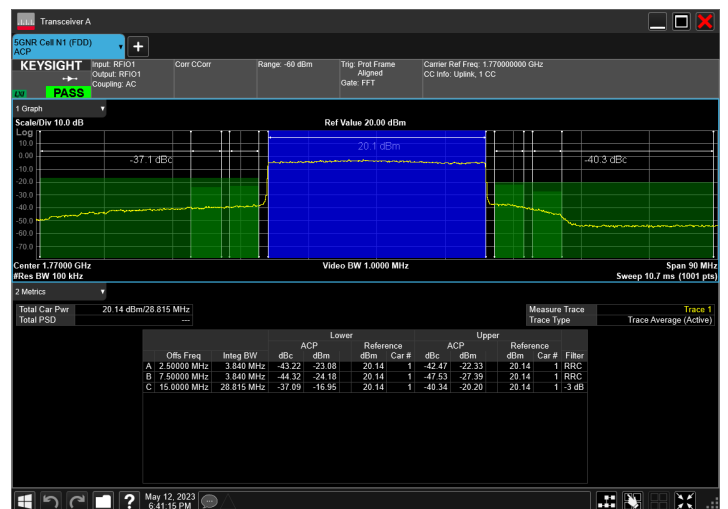 Transceiver A
5GNR Cell N1 (FDD)
ACP
KEYSIGHT
LXI
PASS
Input: RFIO1
Output: RFIO1
Coupling: AC
Corr CCorr
Range: -60 dBm
Trig: Prot Frame
Aligned
Gate: FFT
Carrier Ref Freq: 1.770000000 GHz
CC Info: Uplink, 1 CC
1 Graph
Scale/Div 10.0 dB
Ref Value 20.00 dBm
Log
10.0
0.00
-10.0
-20.0
-30.0
-40.0
-50.0
-60.0
-70.0
-37.1 dBc
20.1 dBm
-40.3 dBc
Center 1.77000 GHz
#Res BW 100 kHz
Video BW 1.0000 MHz
Span 90 MHz
Sweep 10.7 ms (1001 pts)
2 Metrics
Total Car Pwr 20.14 dBm/28.815 MHz
Total PSD ---
Measure Trace Trace 1
Trace Type Trace Average (Active)
Lower Upper
ACP Reference ACP Reference
Offs Freq Integ BW dBc dBm dBm Car # dBc dBm dBm Car # Filter
A 2.50000 MHz 3.840 MHz -43.22 -23.08 20.14 1 -42.47 -22.33 20.14 1 RRC
B 7.50000 MHz 3.840 MHz -44.32 -24.18 20.14 1 -47.53 -27.39 20.14 1 RRC
C 15.0000 MHz 28.815 MHz -37.09 -16.95 20.14 1 -40.34 -20.20 20.14 1 -3 dB
?
May 12, 2023
6:41:15 PM